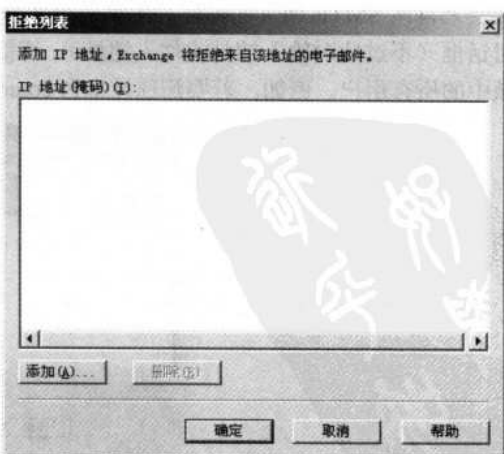 拒绝列表
添加 IP 地址，Exchange 将拒绝来自该地址的电子邮件。
IP 地址(掩码)(I):
添加(A)...
删除(R)
确定
取消
帮助